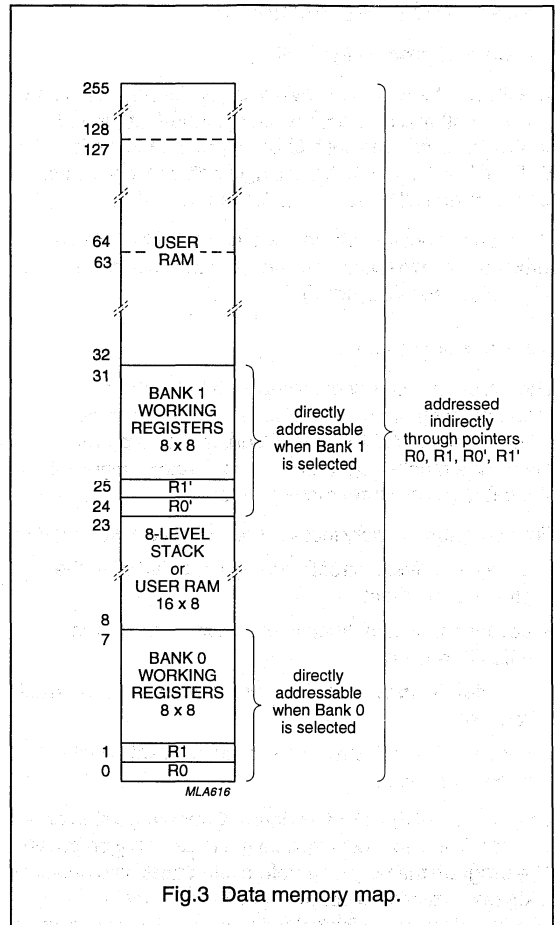 255
128
127
64
63
USER
RAM
32
31
BANK 1
WORKING
REGISTERS
8 x 8
directly
addressable
when Bank 1
is selected
addressed
indirectly
through pointers
R0, R1, R0', R1'
25
R1'
24
R0'
23
8-LEVEL
STACK
or
USER RAM
16 x 8
8
7
BANK 0
WORKING
REGISTERS
8 x 8
directly
addressable
when Bank 0
is selected
1
R1
0
R0
MLA616
Fig.3 Data memory map.